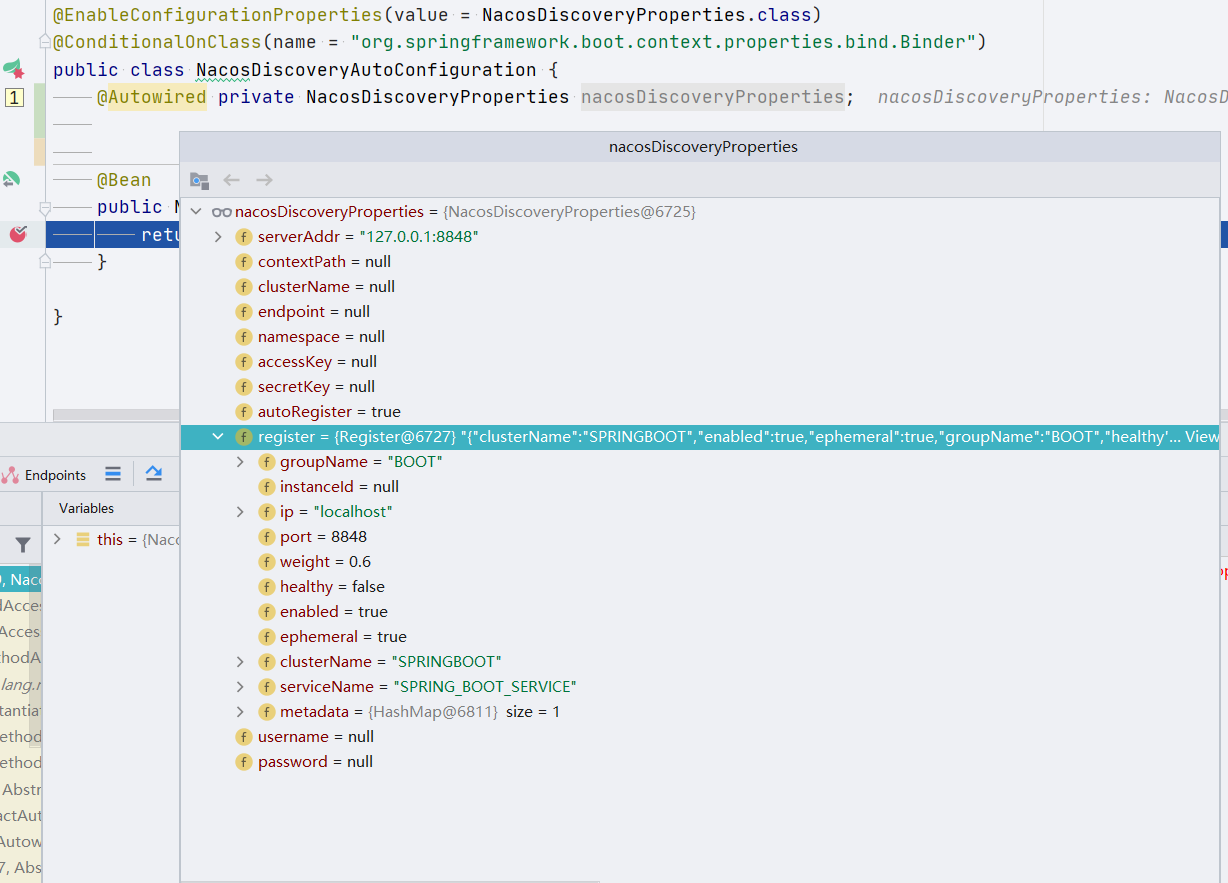 @EnableConfigurationProperties(value = NacosDiscoveryProperties.class)
@ConditionalOnClass(name = "org.springframework.boot.context.properties.bind.Binder")
public class NacosDiscoveryAutoConfiguration {
1
@Autowired private NacosDiscoveryProperties nacosDiscoveryProperties; nacosDiscoveryProperties: NacosD
nacosDiscoveryProperties
@Bean
public N
retu
}
}
nacosDiscoveryProperties = {NacosDiscoveryProperties@6725}
f serverAddr = "127.0.0.1:8848"
f contextPath = null
f clusterName = null
f endpoint = null
f namespace = null
f accessKey = null
f secretKey = null
f autoRegister = true
f register = {Register@6727} "{"clusterName":"SPRINGBOOT","enabled":true,"ephemeral":true,"groupName":"BOOT","healthy"... View
f groupName = "BOOT"
f instanceId = null
f ip = "localhost"
f port = 8848
f weight = 0.6
f healthy = false
f enabled = true
f ephemeral = true
f clusterName = "SPRINGBOOT"
f serviceName = "SPRING_BOOT_SERVICE"
f metadata = {HashMap@6811} size = 1
f username = null
f password = null
Endpoints
Variables
this = {Nacc
, Nacc
dAcces
Acces
thodA
lang.r
tantiat
ethod
ethod
Abstr
actAut
Autow
7, Abs